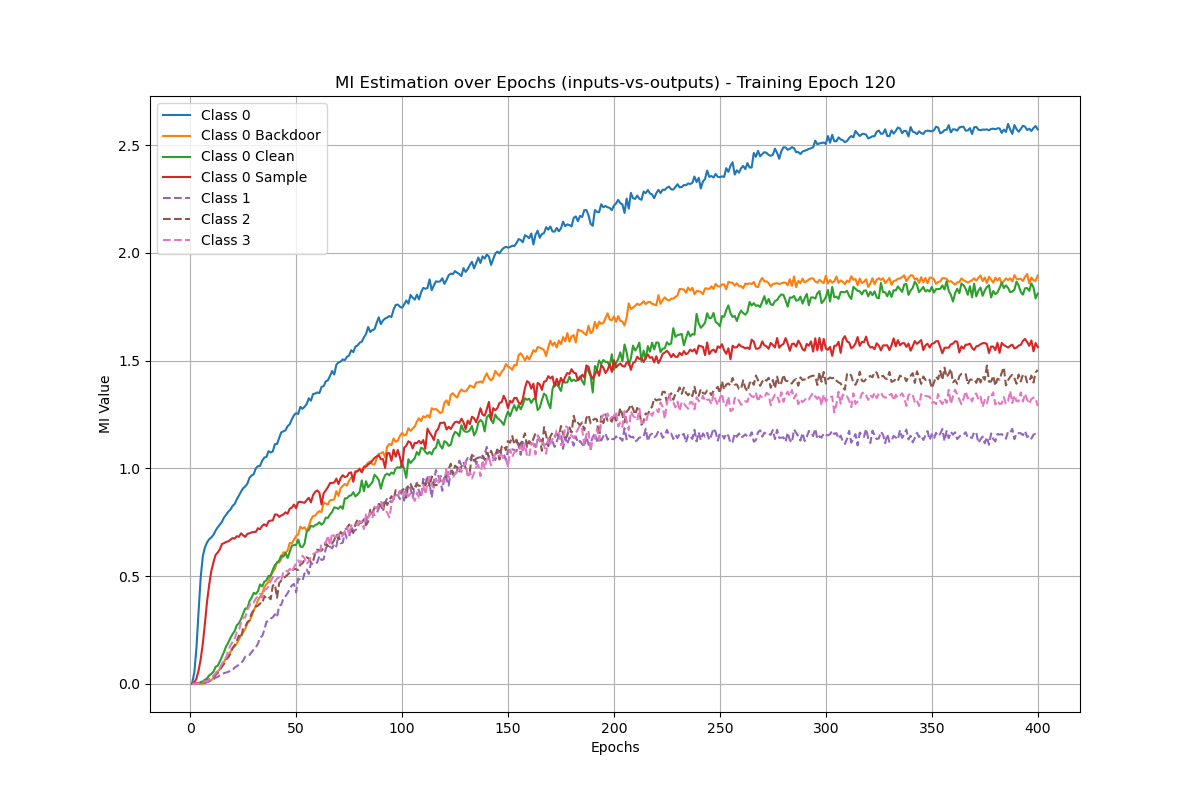 MI Estimation over Epochs (inputs-vs-outputs) - Training Epoch 120
Class 0
Class 0 Backdoor
Class 0 Clean
Class 0 Sample
Class 1
Class 2
Class 3
MI Value
2.5
2.0
1.5
1.0
0.5
0.0
0 50 100 150 200 250 300 350 400
Epochs